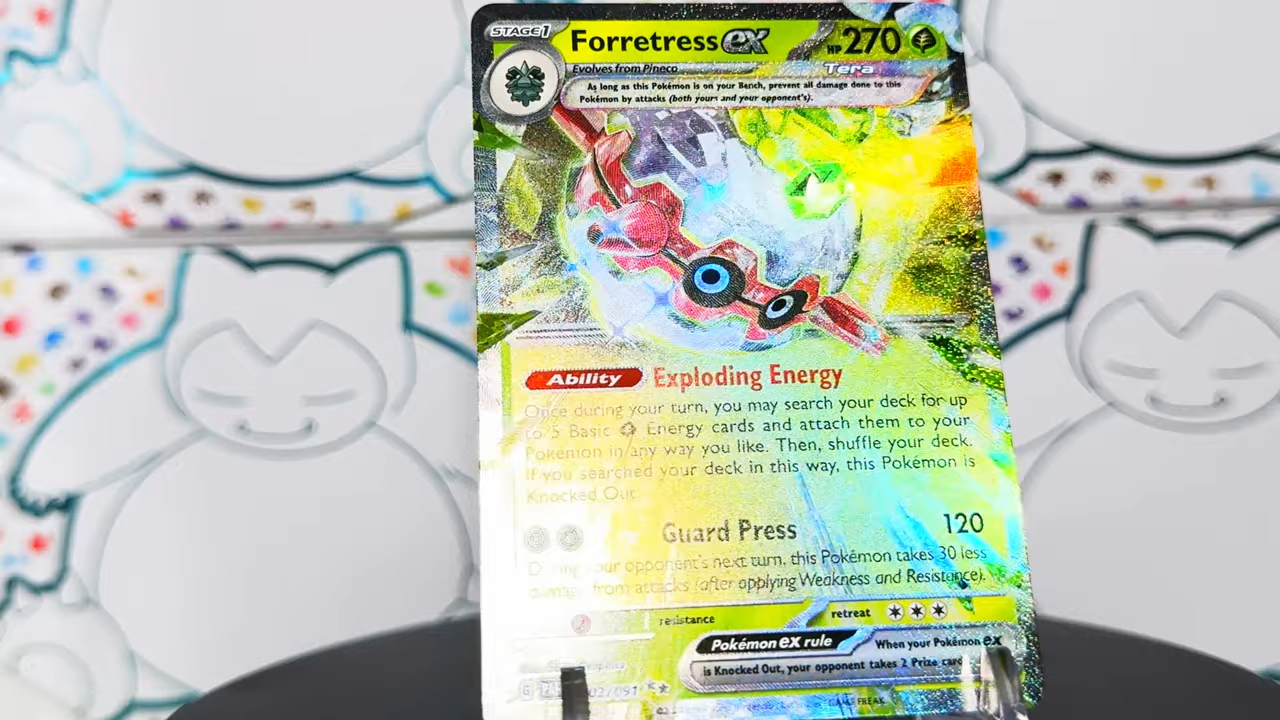 STAGE1 Forretress ex HP 270
Evolves from Pineco Tera
As long as this Pokémon is on your Bench, prevent all damage done to this
Pokémon by attacks (both yours and your opponent's).
Ability Exploding Energy
Once during your turn, you may search your deck for up
to 5 Basic Energy cards and attach them to your
Pokémon in any way you like. Then, shuffle your deck.
If you searched your deck in this way, this Pokémon is
Knocked Out.
Guard Press 120
During your opponent's next turn, this Pokémon takes 30 less
damage from attacks (after applying Weakness and Resistance).
resistance retreat
Pokémon ex rule When your Pokémon ex
is Knocked Out, your opponent takes 2 Prize card
G /091
GAME FREAK